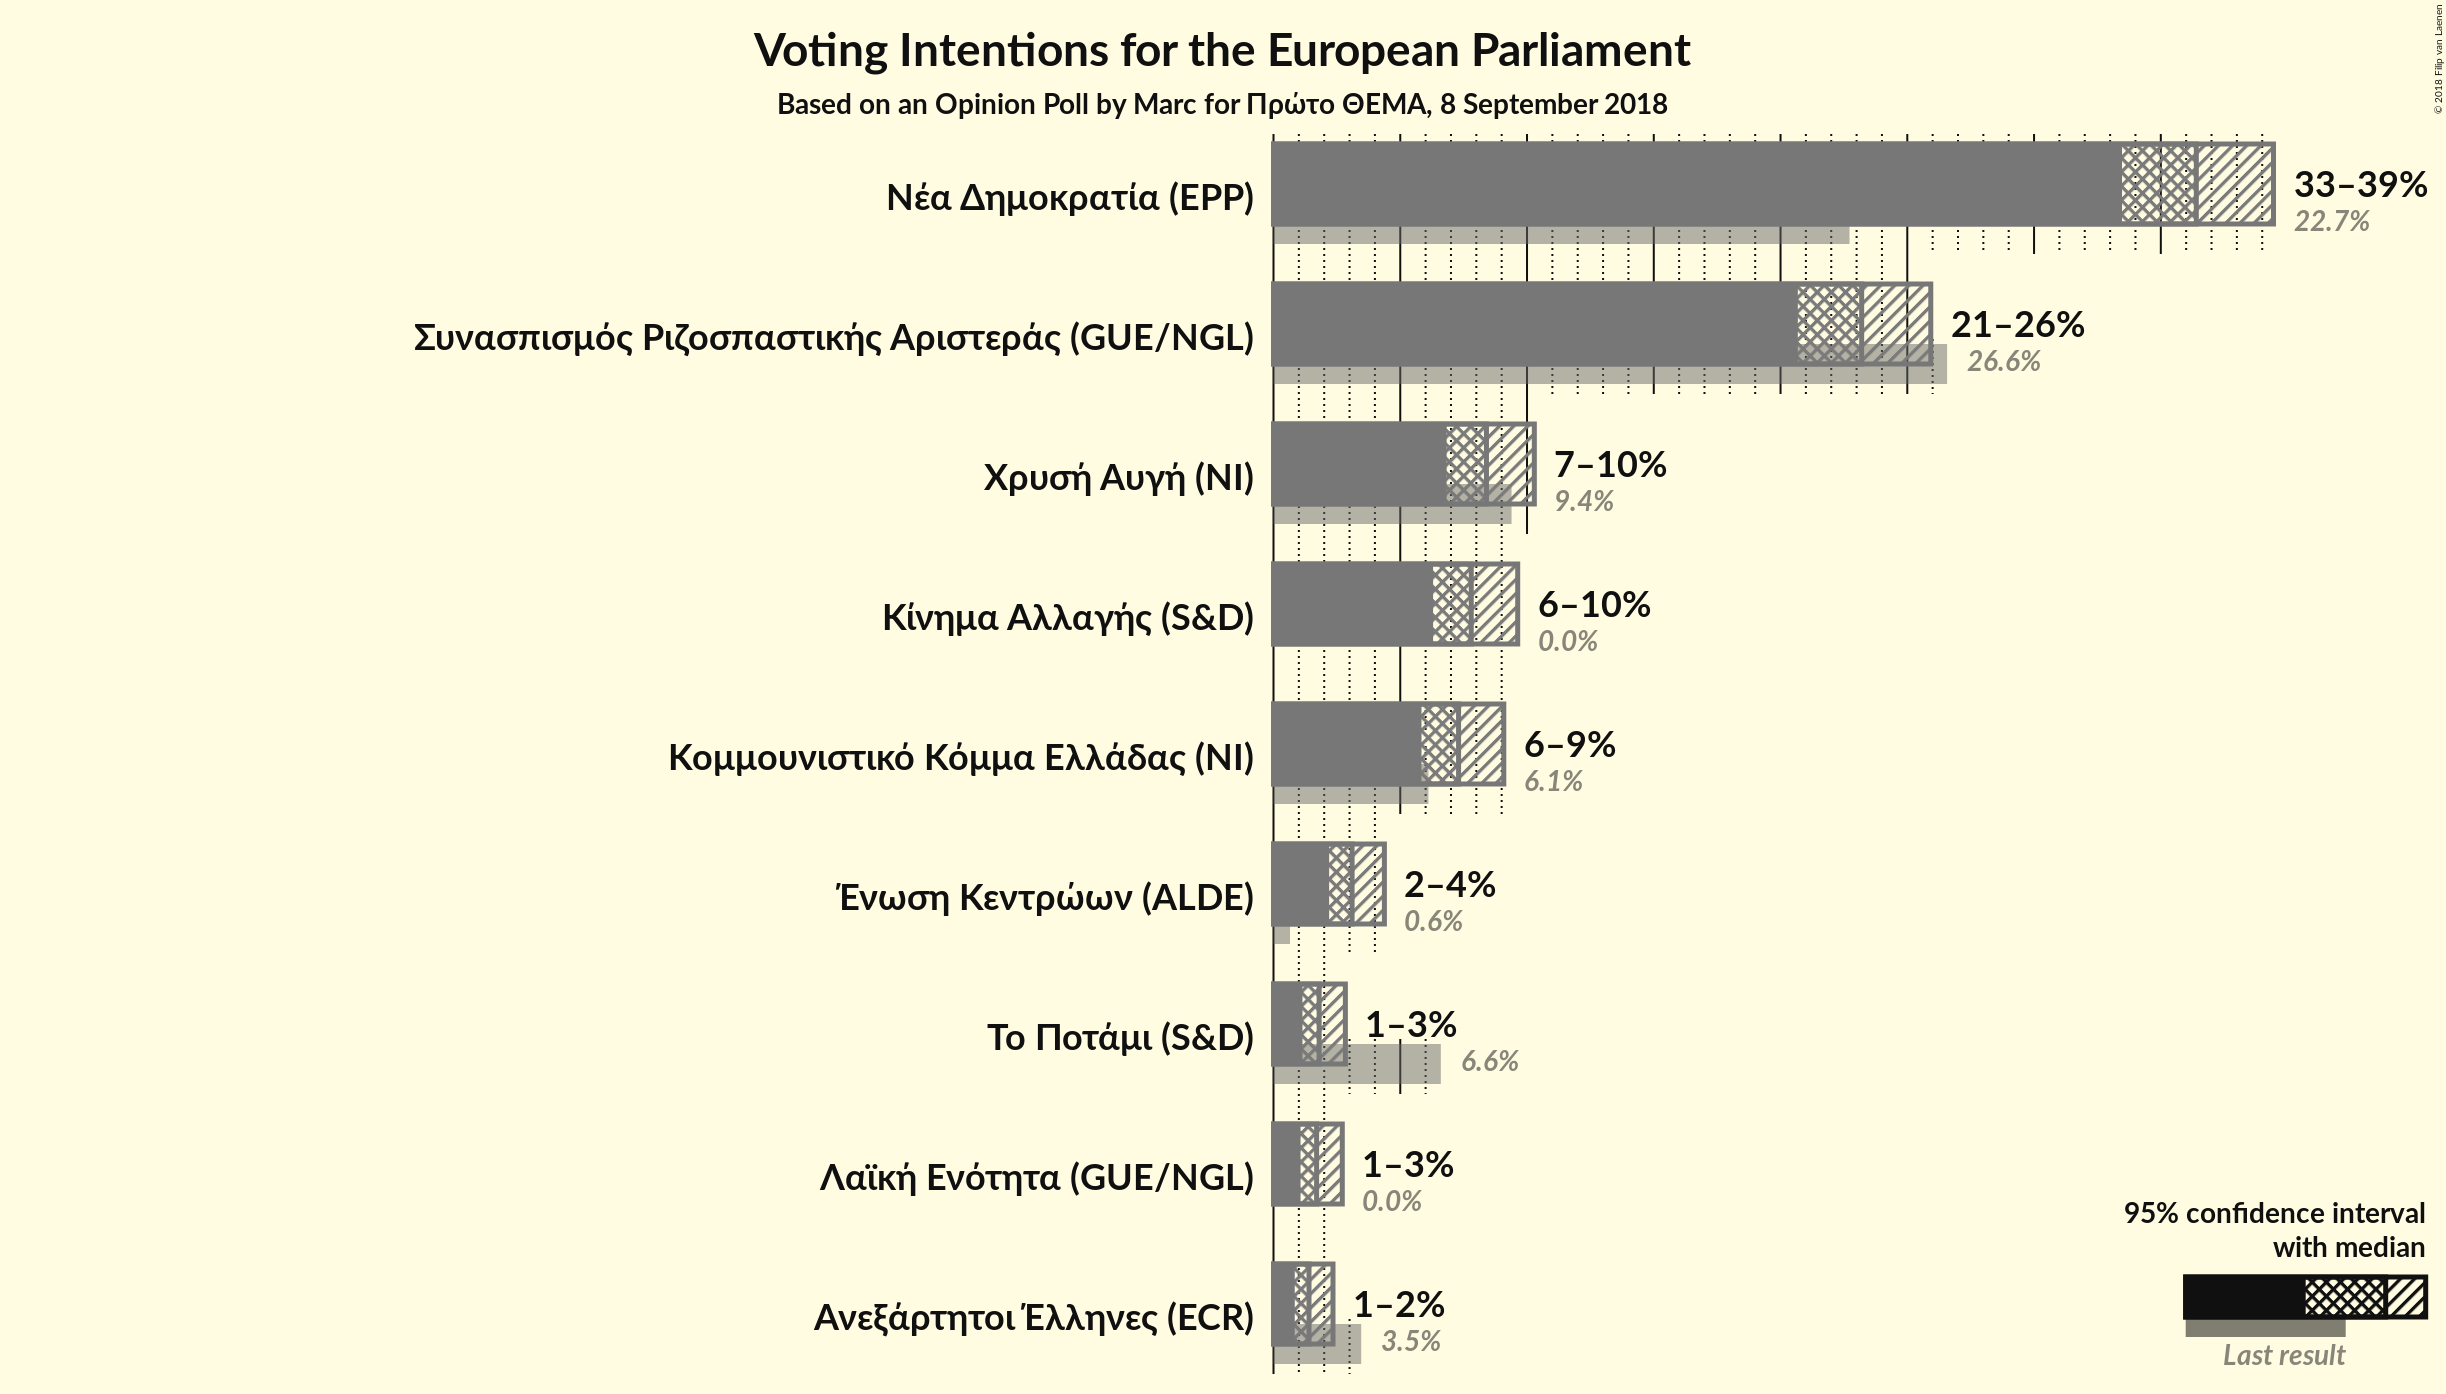 Voting Intentions for the European Parliament
Based on an Opinion Poll by Marc for Πρώτο ΘΕΜΑ, 8 September 2018
© 2018 Filip van Laenen
Νέα Δημοκρατία (EPP)
33–39%
22.7%
Συνασπισμός Ριζοσπαστικής Αριστεράς (GUE/NGL)
21–26%
26.6%
Χρυσή Αυγή (NI)
7–10%
9.4%
Κίνημα Αλλαγής (S&D)
6–10%
0.0%
Κομμουνιστικό Κόμμα Ελλάδας (NI)
6–9%
6.1%
Ένωση Κεντρώων (ALDE)
2–4%
0.6%
Το Ποτάμι (S&D)
1–3%
6.6%
Λαϊκή Ενότητα (GUE/NGL)
1–3%
0.0%
Ανεξάρτητοι Έλληνες (ECR)
1–2%
3.5%
95% confidence interval
with median
Last result